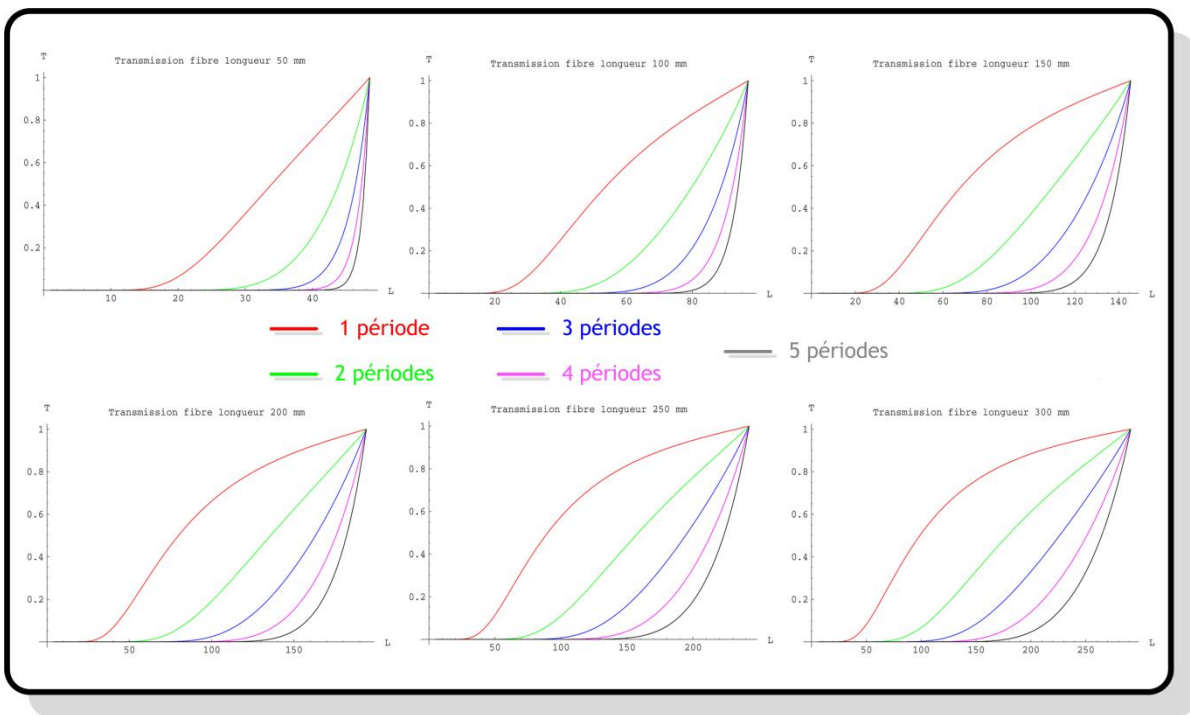 T Transmission fibre longueur 50 mm
1
0.8
0.6
0.4
0.2
10 20 30 40 L
T Transmission fibre longueur 100 mm
1
0.8
0.6
0.4
0.2
20 40 60 80 L
T Transmission fibre longueur 150 mm
1
0.8
0.6
0.4
0.2
20 40 60 80 100 120 140 L
1 période
2 périodes
3 périodes
4 périodes
5 périodes
T Transmission fibre longueur 200 mm
1
0.8
0.6
0.4
0.2
50 100 150 L
T Transmission fibre longueur 250 mm
1
0.8
0.6
0.4
0.2
50 100 150 200 L
T Transmission fibre longueur 300 mm
1
0.8
0.6
0.4
0.2
50 100 150 200 250 L